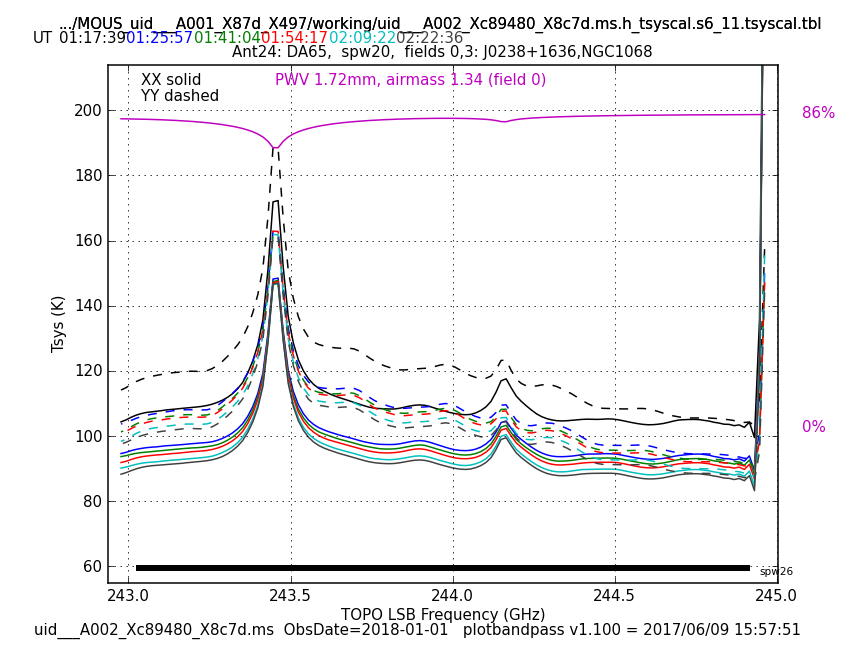 .../MOUS_uid___A001_X87d_X497/working/uid___A002_Xc89480_X8c7d.ms.h_tsyscal.s6_11.tsyscal.tbl
UT 01:17:39 01:25:57 01:41:04 01:54:17 02:09:22 02:22:36
Ant24: DA65, spw20, fields 0,3: J0238+1636,NGC1068
XX solid
PWV 1.72mm, airmass 1.34 (field 0)
YY dashed
86%
0%
200
180
160
140
120
100
80
60
Tsys (K)
spw26
243.0 243.5 244.0 244.5 245.0
TOPO LSB Frequency (GHz)
uid___A002_Xc89480_X8c7d.ms ObsDate=2018-01-01 plotbandpass v1.100 = 2017/06/09 15:57:51